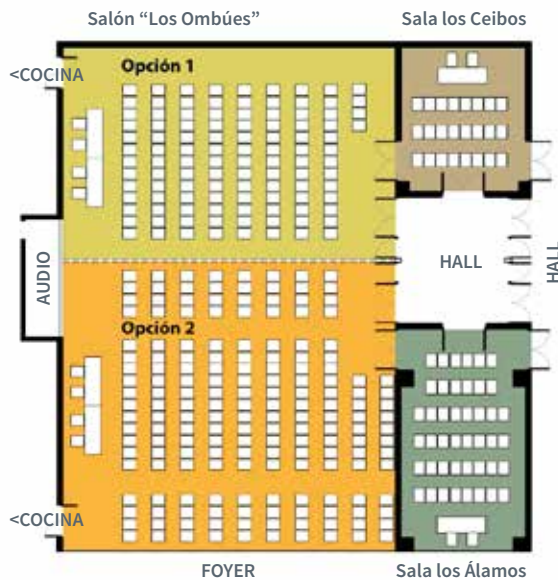 Salón “Los Ombúes”
Sala los Ceibos
<COCINA
Opción 1
AUDIO
HALL
HALL
Opción 2
<COCINA
FOYER
Sala los Álamos